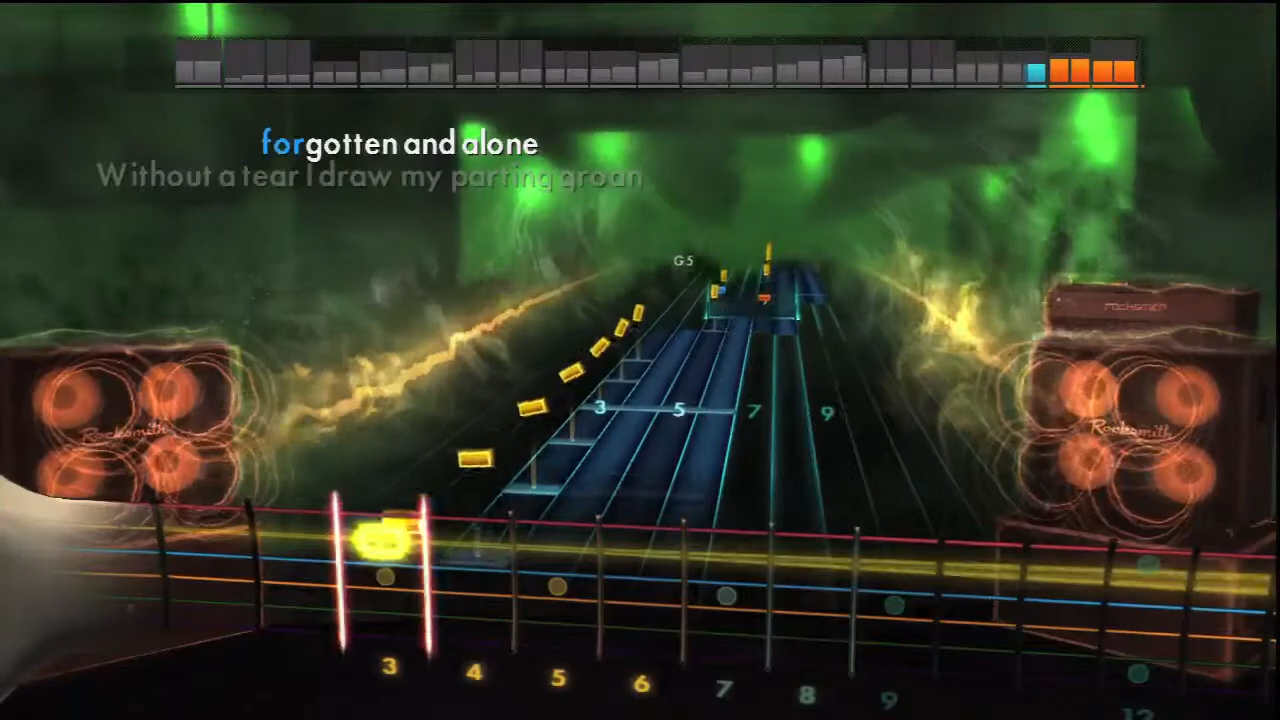 forgotten and alone
Without a tear I draw my parting groan
G5
rocksmith
3 5 7 9
Rocksmith
Rocksmith
3 4 5 6 7 8 9 12